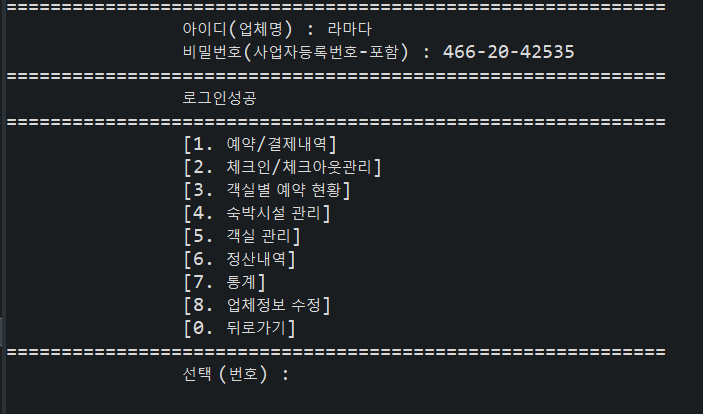 ============================================================
아이디(업체명) : 라마다
비밀번호(사업자등록번호-포함) : 466-20-42535
============================================================
로그인성공
============================================================
[1. 예약/결제내역]
[2. 체크인/체크아웃관리]
[3. 객실별 예약 현황]
[4. 숙박시설 관리]
[5. 객실 관리]
[6. 정산내역]
[7. 통계]
[8. 업체정보 수정]
[0. 뒤로가기]
============================================================
선택 (번호) :